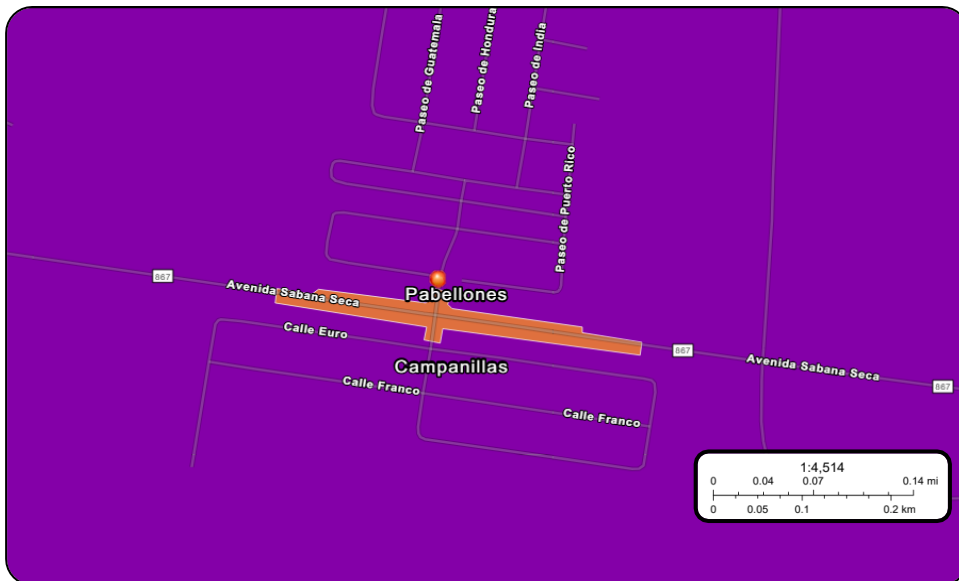 Paseo de Guatemala
Paseo de Hondura
Paseo de India
Paseo de Puerto Rico
867
Avenida Sabana Seca
Pabellones
Calle Euro
867
Avenida Sabana Seca
867
Campanillas
Calle Franco
Calle Franco
1:4,514
0 0.04 0.07 0.14 mi
0 0.05 0.1 0.2 km